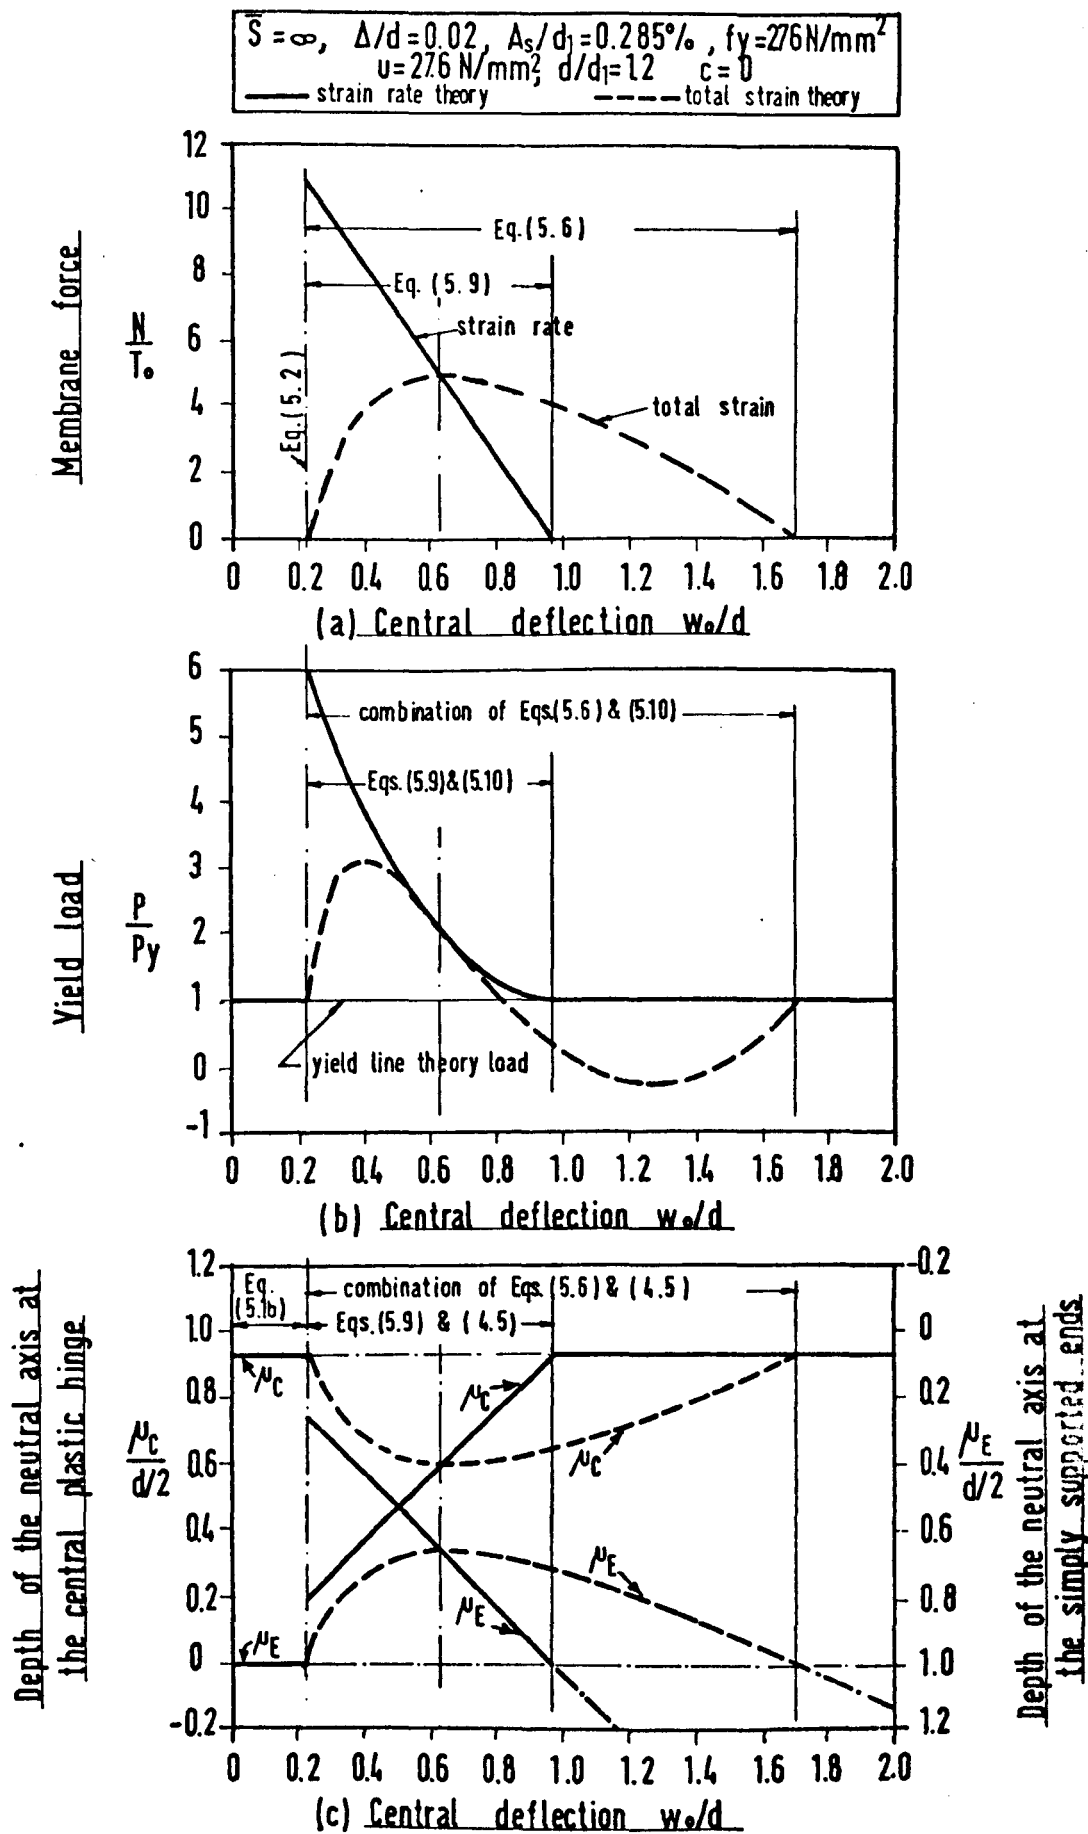 S̄=∞, Δ/d=0.02, As/d₁=0.285%, fy=276N/mm²
u=27.6 N/mm², d/d₁=1.2 c=0
strain rate theory total strain theory
Membrane force
N/T₀
12
10
8
6
4
2
0
Eq.(5.6)
Eq.(5.9)
strain rate
Eq.(5.2)
total strain
0 0.2 0.4 0.6 0.8 1.0 1.2 1.4 1.6 1.8 2.0
(a) Central deflection w₀/d
Yield load
P/Py
6
5
4
3
2
1
0
-1
combination of Eqs.(5.6) & (5.10)
Eqs.(5.9)&(5.10)
yield line theory load
0 0.2 0.4 0.6 0.8 1.0 1.2 1.4 1.6 1.8 2.0
(b) Central deflection w₀/d
Depth of the neutral axis at
the central plastic hinge
μC/d/2
1.2
1.0
0.8
0.6
0.4
0.2
0
-0.2
Eq.
(5.1b)
combination of Eqs.(5.6) & (4.5)
Eqs.(5.9) & (4.5)
μC
μC
μC
μE
μE
μE
-0.2
0
0.2
0.4
0.6
0.8
1.0
1.2
μE/d/2
Depth of the neutral axis at
the simply supported ends
0 0.2 0.4 0.6 0.8 1.0 1.2 1.4 1.6 1.8 2.0
(c) Central deflection w₀/d